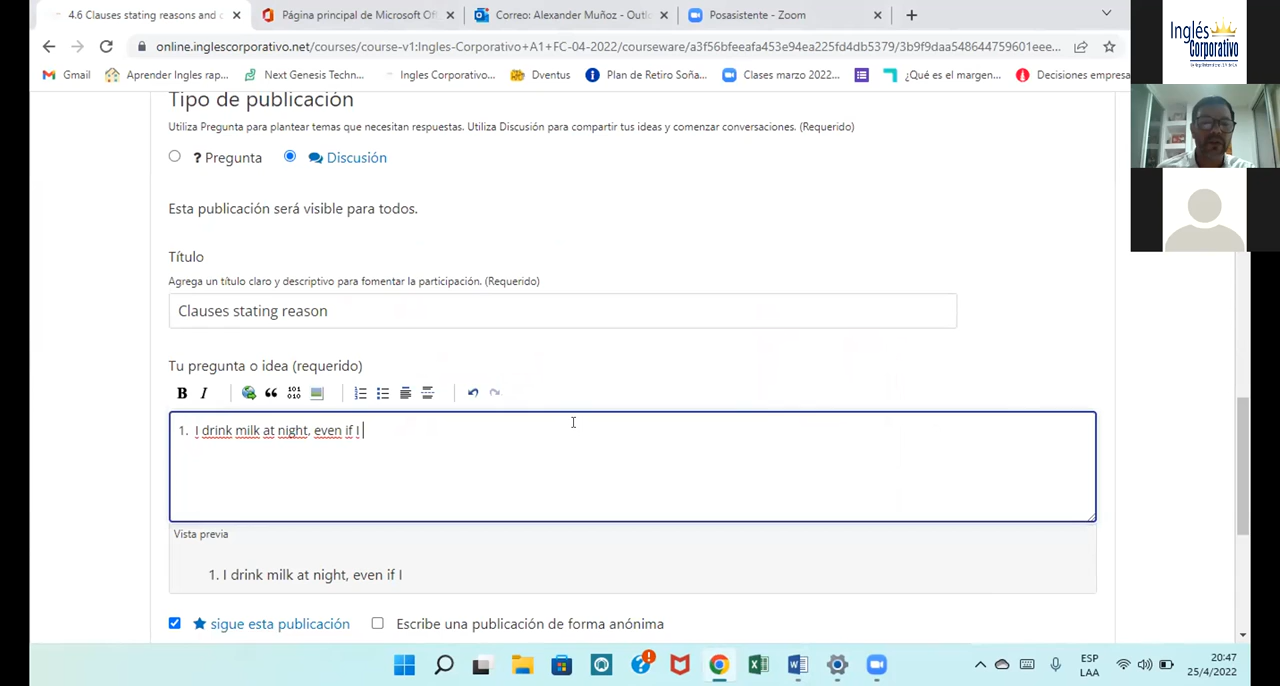 4.6 Clauses stating reasons and c
Página principal de Microsoft Of
Correo: Alexander Muñoz - Outlo
Posasistente - Zoom
Inglés
Corporativo
online.inglescorporativo.net/courses/course-v1:Ingles-Corporativo+A1+FC-04-2022/courseware/a3f56bfeeafa453e94ea225fd4db5379/3b9f9daa548644759601eee...
Gmail
Aprender Ingles rap...
Next Genesis Techn...
Ingles Corporativo...
Dventus
Plan de Retiro Soña...
Clases marzo 2022...
¿Qué es el margen...
Decisiones empresa
Tipo de publicación
Utiliza Pregunta para plantear temas que necesitan respuestas. Utiliza Discusión para compartir tus ideas y comenzar conversaciones. (Requerido)
? Pregunta
Discusión
Esta publicación será visible para todos.
Título
Agrega un título claro y descriptivo para fomentar la participación. (Requerido)
Clauses stating reason
Tu pregunta o idea (requerido)
B I
1. I drink milk at night, even if I
Vista previa
1. I drink milk at night, even if I
sigue esta publicación
Escribe una publicación de forma anónima
ESP
LAA
20:47
25/4/2022